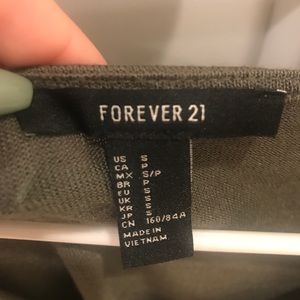 FOREVER 21
US S
CA P
MX S/P
BR P
EU S
UK S
KR S
JP S
CN 160/84A
MADE IN
VIETNAM